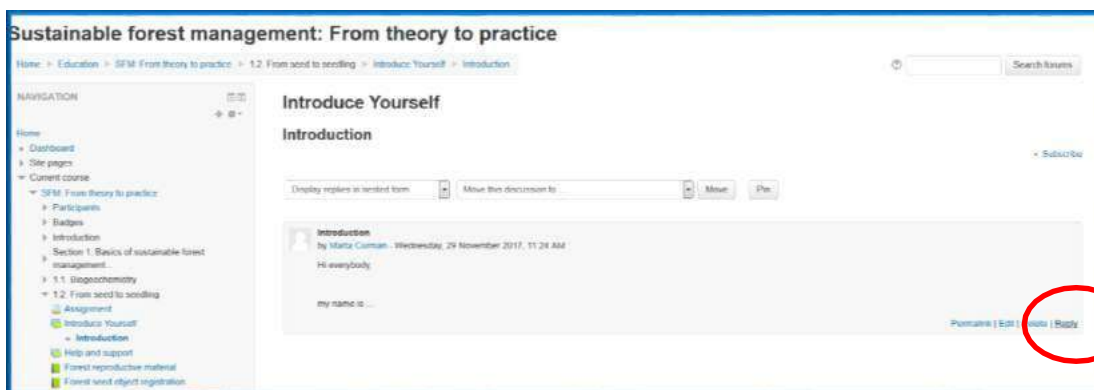 Sustainable forest management: From theory to practice
Home Education SFM: From theory to practice 1.2. From seed to seedling Introduce Yourself Introduction
Search forums
NAVIGATION
Home
Dashboard
Site pages
Current course
SFM: From theory to practice
Participants
Badges
Introduction
Section 1. Basics of sustainable forest
management...
1.1. Biogeochemistry
1.2. From seed to seedling
Assignment
Introduce Yourself
Introduction
Help and support
Forest reproductive material
Forest seed object registration
Introduce Yourself
Introduction
Subscribe
Display replies in nested form
Move this discussion to ...
Move
Pin
Introduction
by Marta - Wednesday, 29 November 2017, 11:24 AM
Hi everybody,
my name is ...
Permalink | Edit | Delete | Reply